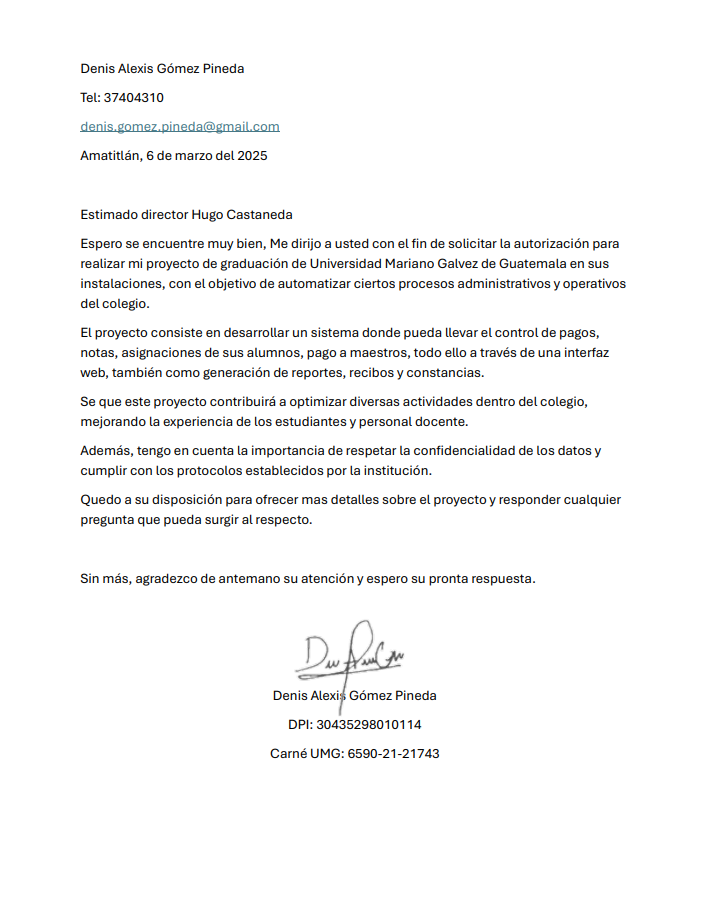 Denis Alexis Gómez Pineda
Tel: 37404310
denis.gomez.pineda@gmail.com
Amatitlán, 6 de marzo del 2025
Estimado director Hugo Castaneda
Espero se encuentre muy bien, Me dirijo a usted con el fin de solicitar la autorización para
realizar mi proyecto de graduación de Universidad Mariano Galvez de Guatemala en sus
instalaciones, con el objetivo de automatizar ciertos procesos administrativos y operativos
del colegio.
El proyecto consiste en desarrollar un sistema donde pueda llevar el control de pagos,
notas, asignaciones de sus alumnos, pago a maestros, todo ello a través de una interfaz
web, también como generación de reportes, recibos y constancias.
Se que este proyecto contribuirá a optimizar diversas actividades dentro del colegio,
mejorando la experiencia de los estudiantes y personal docente.
Además, tengo en cuenta la importancia de respetar la confidencialidad de los datos y
cumplir con los protocolos establecidos por la institución.
Quedo a su disposición para ofrecer mas detalles sobre el proyecto y responder cualquier
pregunta que pueda surgir al respecto.
Sin más, agradezco de antemano su atención y espero su pronta respuesta.
Denis Alexis Gómez Pineda
DPI: 30435298010114
Carné UMG: 6590-21-21743